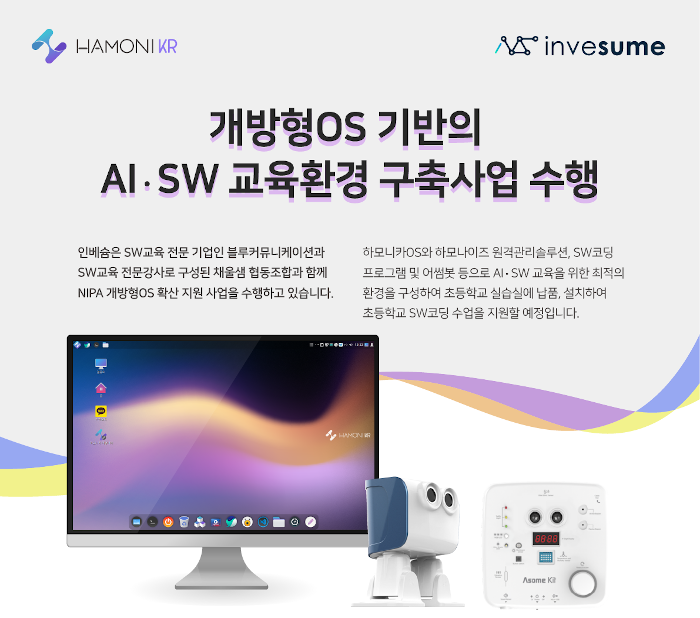 HAMONIKR
invesume
개방형OS 기반의
AI·SW 교육환경 구축사업 수행
인베슘은 SW교육 전문 기업인 블루커뮤니케이션과
SW교육 전문강사로 구성된 채울샘 협동조합과 함께
NIPA 개방형OS 확산 지원 사업을 수행하고 있습니다.
하모니카OS와 하모나이즈 원격관리솔루션, SW코딩
프로그램 및 어썸봇 등으로 AI·SW 교육을 위한 최적의
환경을 구성하여 초등학교 실습실에 납품, 설치하여
초등학교 SW코딩 수업을 지원할 예정입니다.
HAMONIKR
Asome Kit